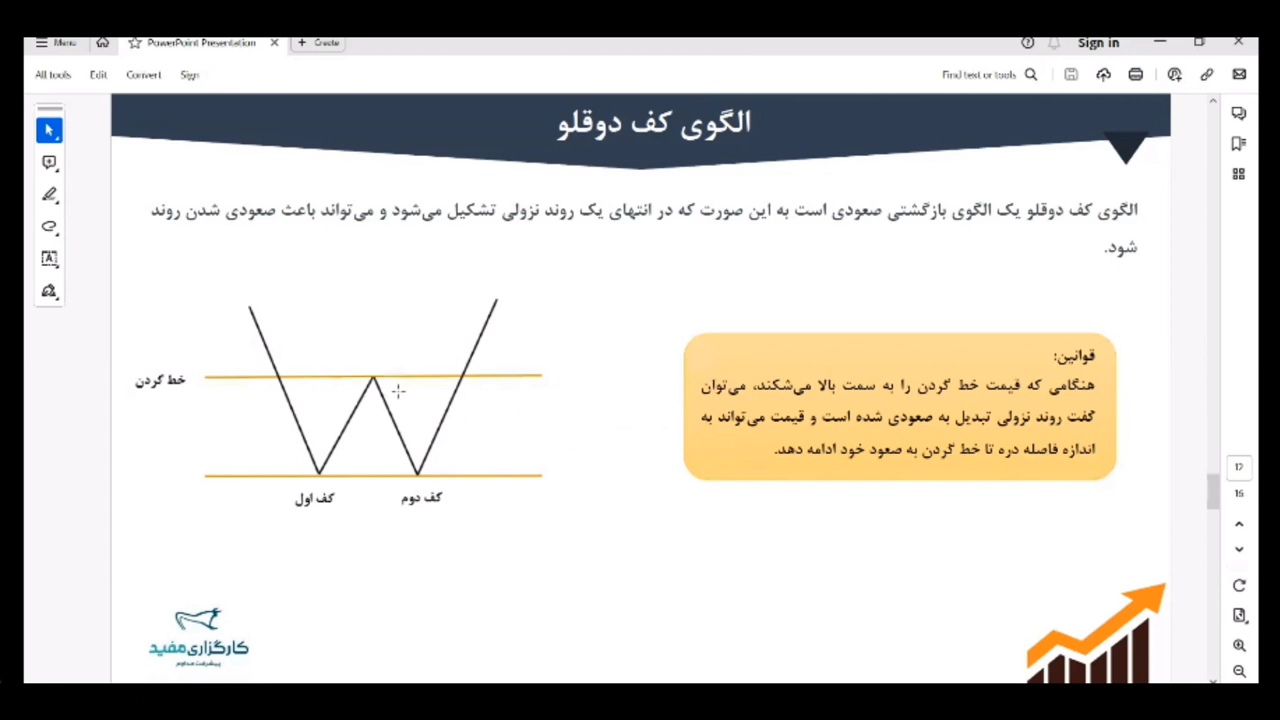 Menu
PowerPoint Presentation
Create
Sign in
All tools
Edit
Convert
Sign
Find text or tools
الگوی کف دوقلو
الگوی کف دوقلو یک الگوی بازگشتی صعودی است به این صورت که در انتهای یک روند نزولی تشکیل می‌شود و می‌تواند باعث صعودی شدن روند
شود.
قوانین:
هنگامی که قیمت خط گردن را به سمت بالا می‌شکند، می‌توان
گفت روند نزولی تبدیل به صعودی شده است و قیمت می‌تواند به
اندازه فاصله دره تا خط گردن به صعود خود ادامه دهد.
خط گردن
کف اول
کف دوم
کارگزاری مفید
پیشرفت مداوم
12
16